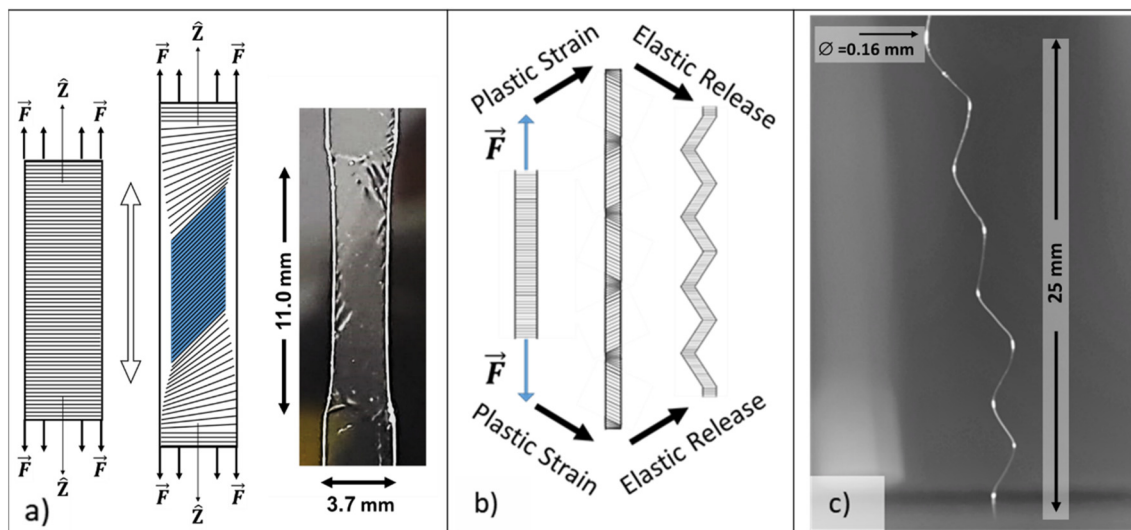 Ẑ
F⃗ F⃗
Ẑ
F⃗ F⃗
F⃗ F⃗
Ẑ
F⃗ F⃗
Ẑ
11.0 mm
3.7 mm
a)
Plastic Strain
Elastic Release
F⃗
F⃗
Plastic Strain
Elastic Release
b)
Ø =0.16 mm
25 mm
c)